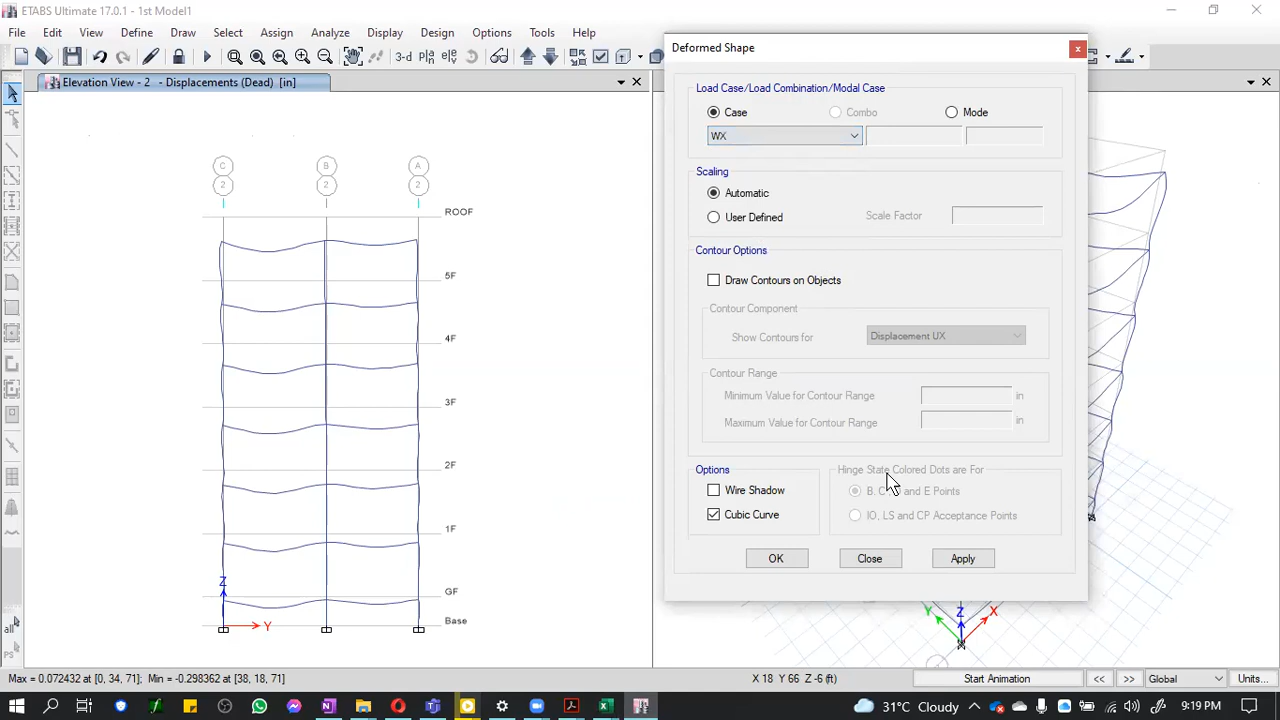 ETABS Ultimate 17.0.1 - 1st Model1
File Edit View Define Draw Select Assign Analyze Display Design Options Tools Help
3-d
Elevation View - 2 - Displacements (Dead) [in]
C B A
2 2 2
ROOF
5F
4F
3F
2F
1F
GF
Base
Z
Y
Deformed Shape
Load Case/Load Combination/Modal Case
Case Combo Mode
WX
Scaling
Automatic
User Defined Scale Factor
Contour Options
Draw Contours on Objects
Contour Component
Show Contours for Displacement UX
Contour Range
Minimum Value for Contour Range in
Maximum Value for Contour Range in
Options
Wire Shadow
Cubic Curve
Hinge State Colored Dots are For
and E Points
IO, LS and CP Acceptance Points
OK Close Apply
Y Z X
all
PS
Max = 0.072432 at [0, 34, 71]; Min = -0.298362 at [38, 18, 71]
X 18 Y 66 Z -6 (ft)
Start Animation << >> Global Units...
31°C Cloudy
9:19 PM